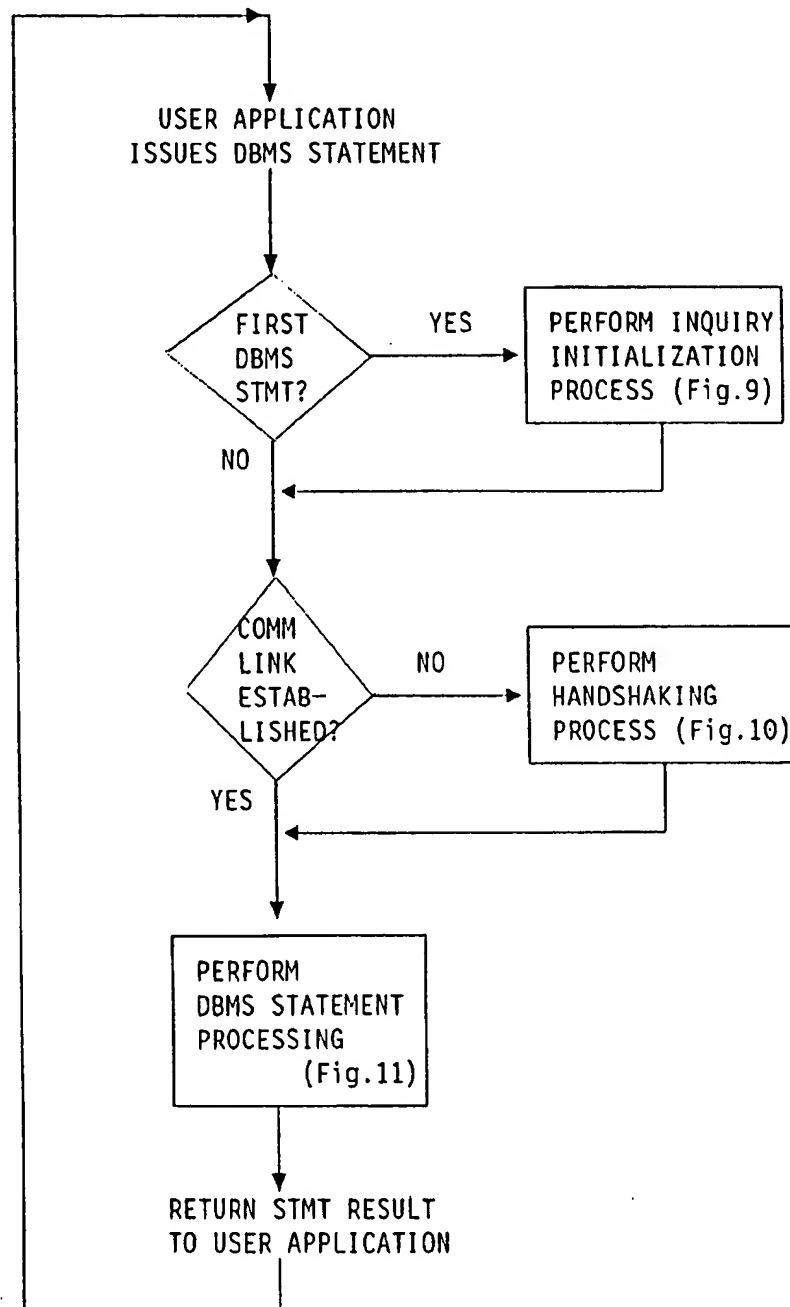 USER APPLICATION
ISSUES DBMS STATEMENT
FIRST
DBMS
STMT?
YES
PERFORM INQUIRY
INITIALIZATION
PROCESS (Fig.9)
NO
COMM
LINK
ESTAB-
LISHED?
NO
PERFORM
HANDSHAKING
PROCESS (Fig.10)
YES
PERFORM
DBMS STATEMENT
PROCESSING
(Fig.11)
RETURN STMT RESULT
TO USER APPLICATION